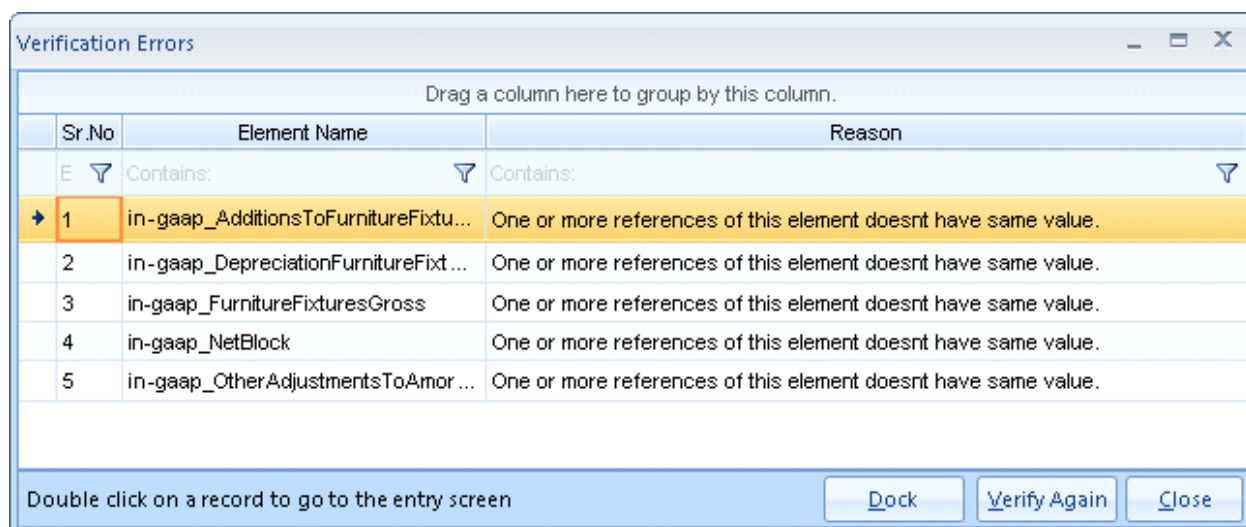 Verification Errors
Drag a column here to group by this column.
Sr.No Element Name Reason
E Contains: Contains:
1 in-gaap_AdditionsToFurnitureFixtu... One or more references of this element doesnt have same value.
2 in-gaap_DepreciationFurnitureFixt... One or more references of this element doesnt have same value.
3 in-gaap_FurnitureFixturesGross One or more references of this element doesnt have same value.
4 in-gaap_NetBlock One or more references of this element doesnt have same value.
5 in-gaap_OtherAdjustmentsToAmor... One or more references of this element doesnt have same value.
Double click on a record to go to the entry screen Dock Verify Again Close